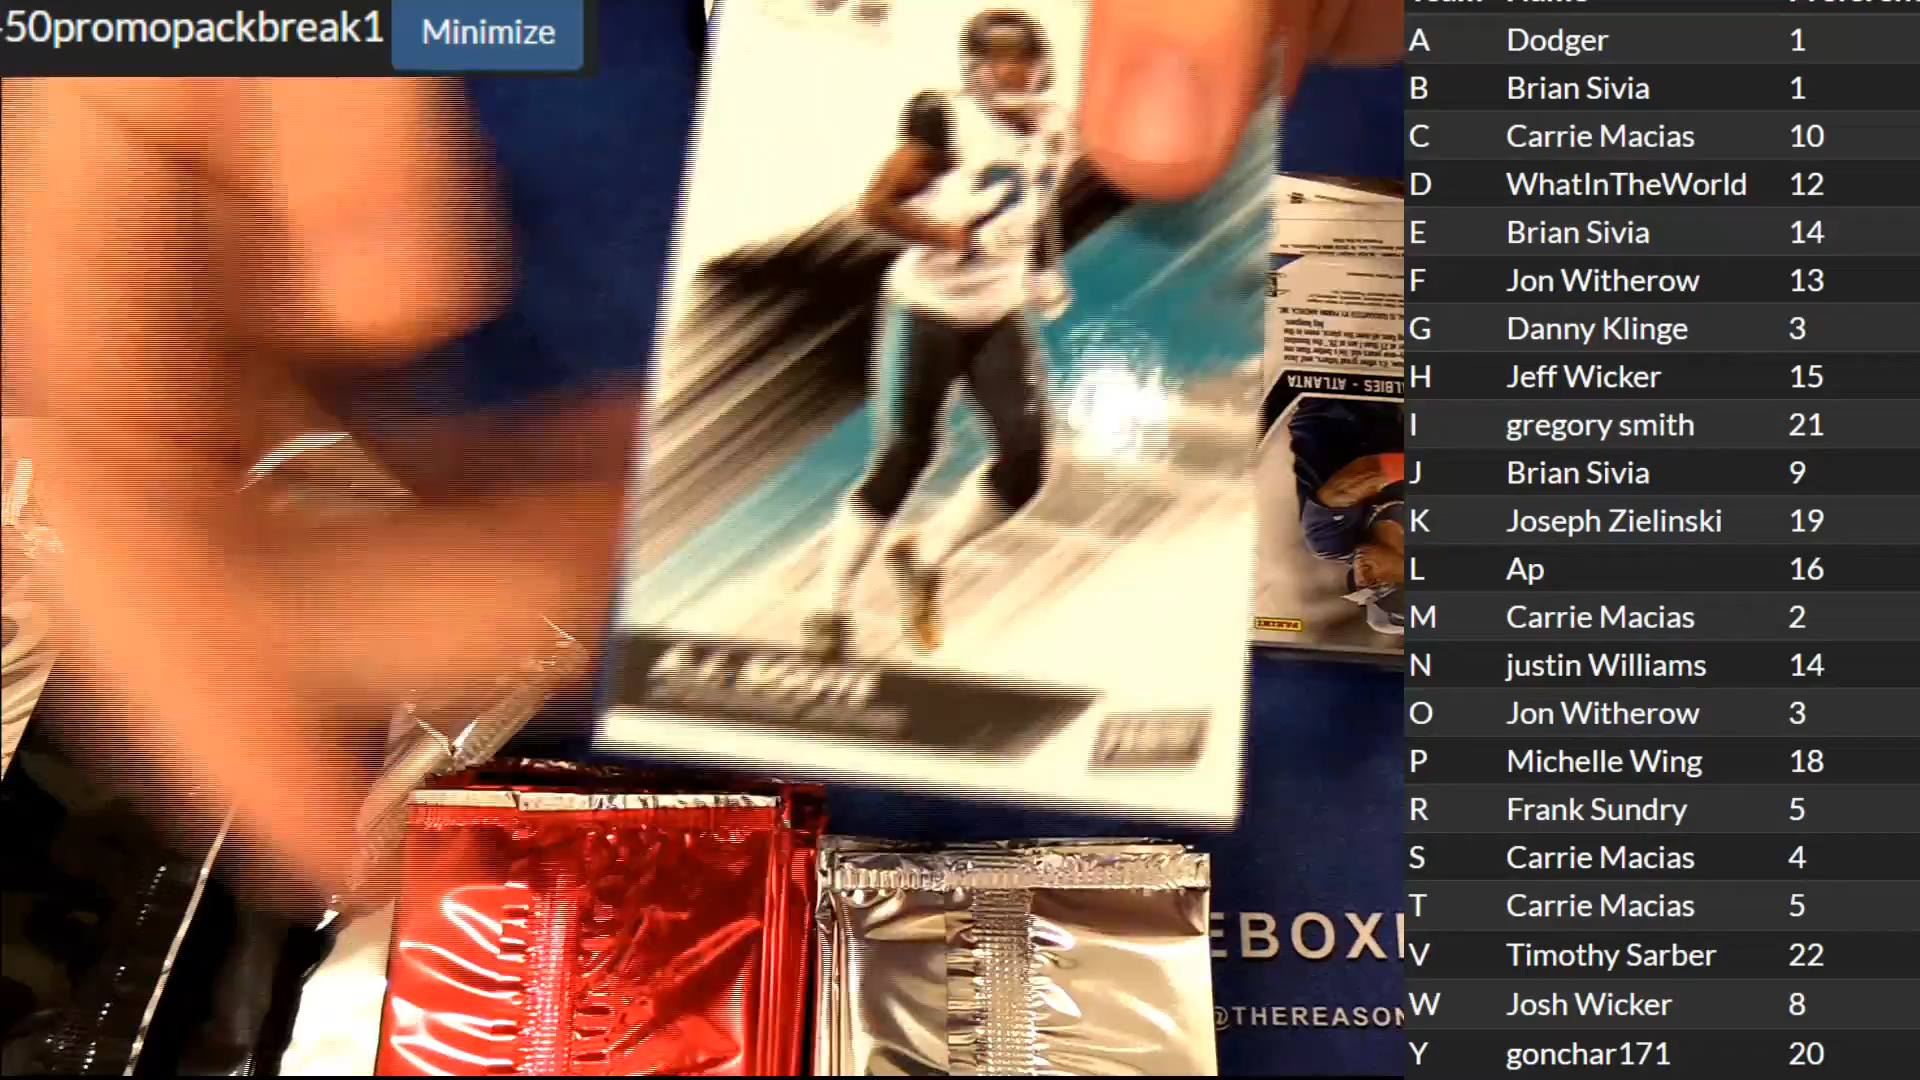 -50promopackbreak1
Minimize
A Dodger 1
B Brian Sivia 1
C Carrie Macias 10
D WhatInTheWorld 12
E Brian Sivia 14
F Jon Witherow 13
G Danny Klinge 3
H Jeff Wicker 15
I gregory smith 21
J Brian Sivia 9
K Joseph Zielinski 19
L Ap 16
M Carrie Macias 2
N justin Williams 14
O Jon Witherow 3
P Michelle Wing 18
R Frank Sundry 5
S Carrie Macias 4
T Carrie Macias 5
V Timothy Sarber 22
W Josh Wicker 8
Y gonchar171 20
ALBIES - ATLANTA
PANINI
EBOX
@THEREASON